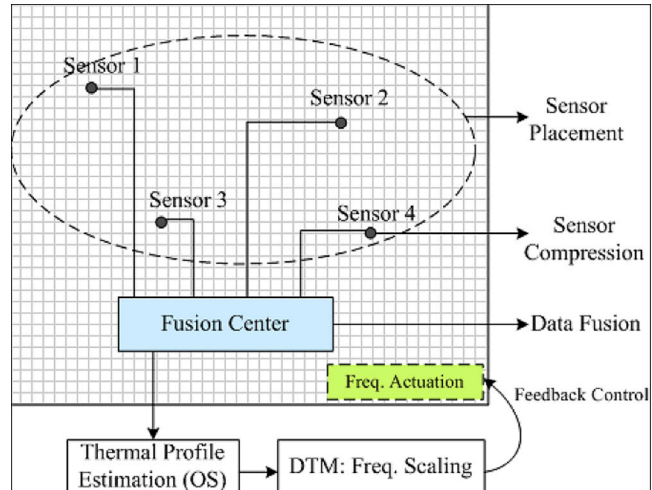 Sensor 1
Sensor 2
Sensor
Placement
Sensor 3
Sensor 4
Sensor
Compression
Fusion Center
Data Fusion
Freq. Actuation
Feedback Control
Thermal Profile
Estimation (OS)
DTM: Freq. Scaling